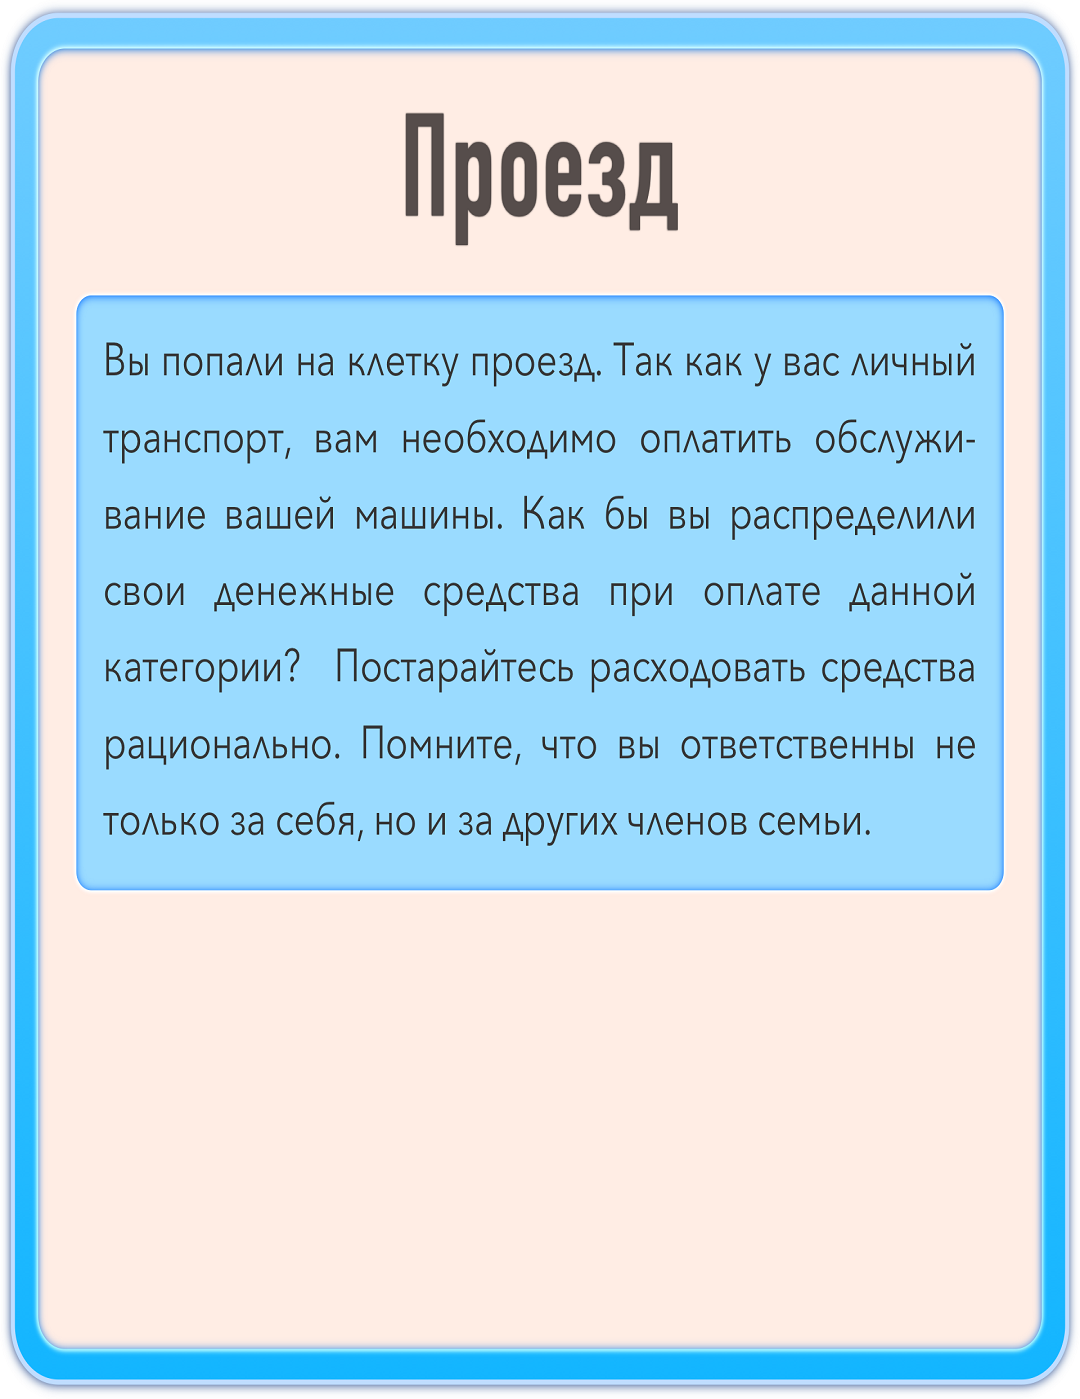 Проезд
Вы попали на клетку проезд. Так как у вас личный
транспорт, вам необходимо оплатить обслужи-
вание вашей машины. Как бы вы распределили
свои денежные средства при оплате данной
категории? Постарайтесь расходовать средства
рационально. Помните, что вы ответственны не
только за себя, но и за других членов семьи.